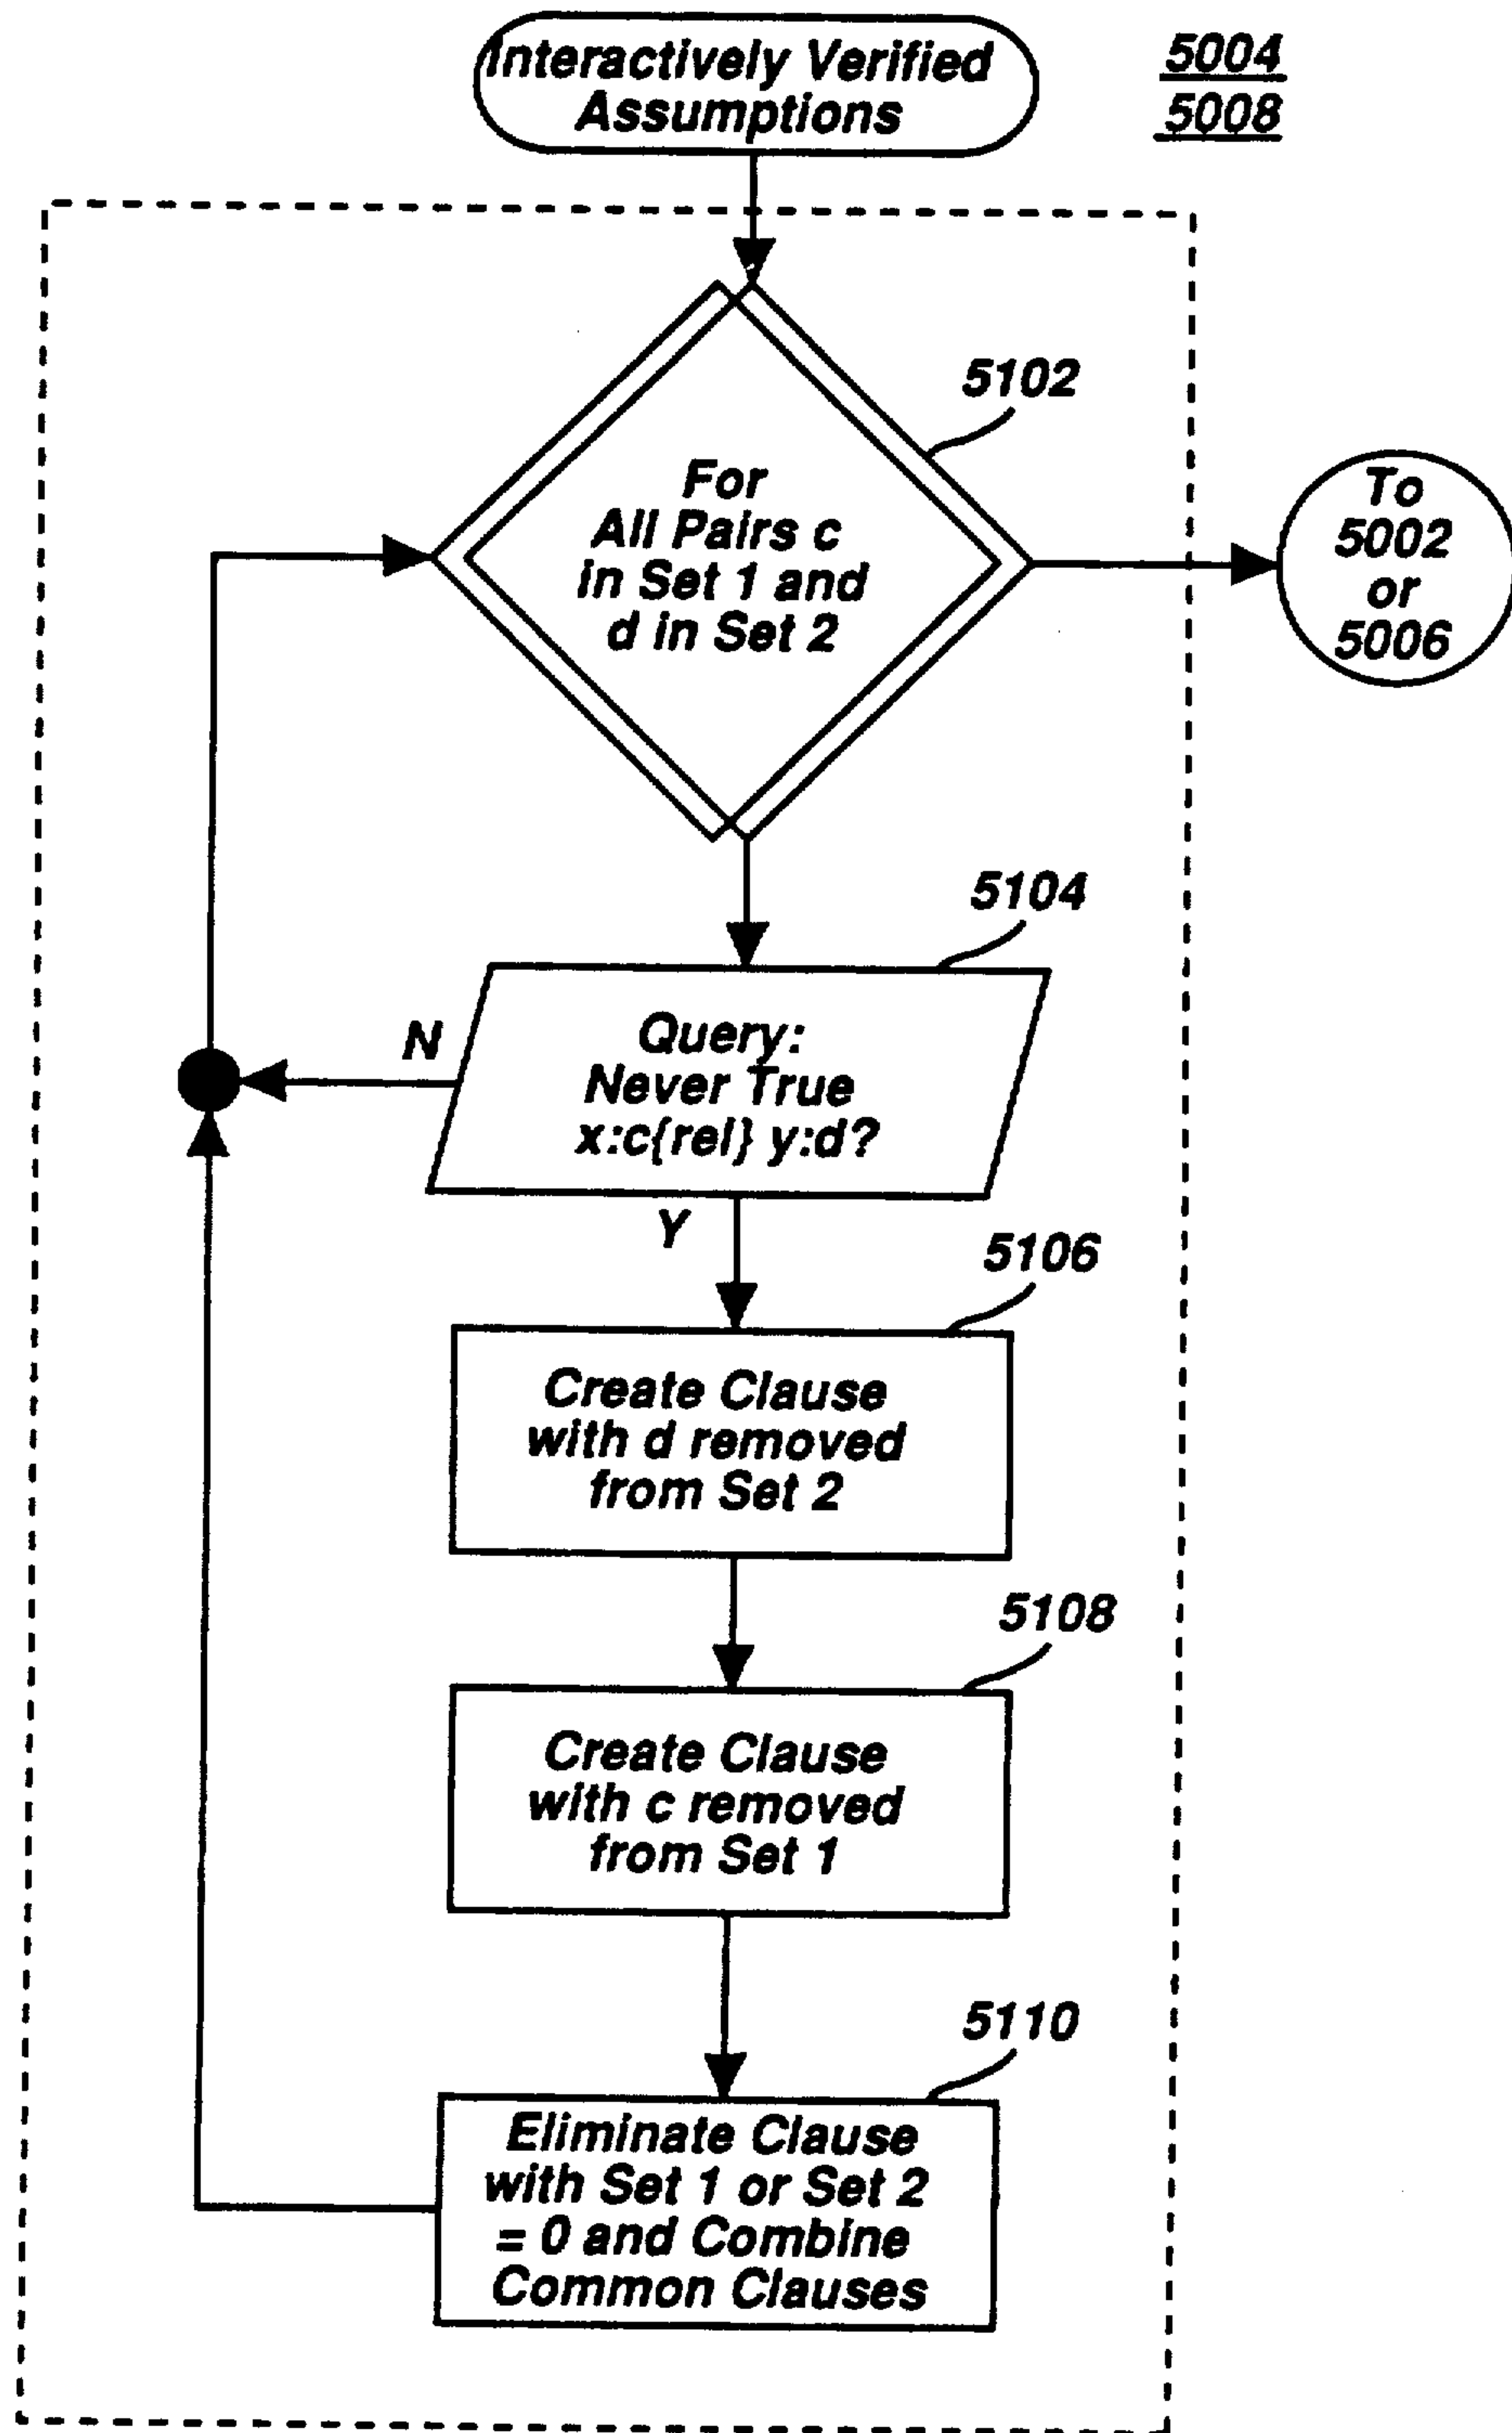 Interactively Verified
Assumptions
5004
5008
5102
For
All Pairs c
in Set 1 and
d in Set 2
To
5002
or
5006
5104
Query:
Never True
x:c{rel} y:d?
N
Y
5106
Create Clause
with d removed
from Set 2
5108
Create Clause
with c removed
from Set 1
5110
Eliminate Clause
with Set 1 or Set 2
= 0 and Combine
Common Clauses